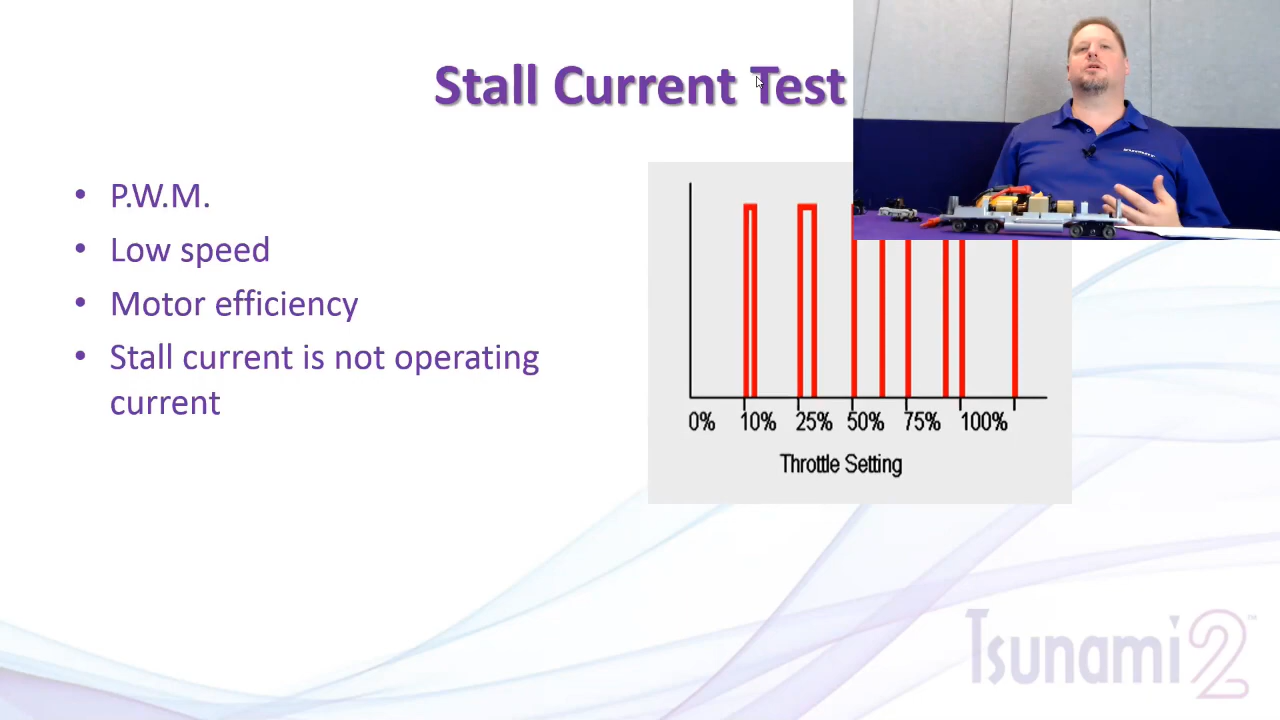 Stall Current Test
• P.W.M.
• Low speed
• Motor efficiency
• Stall current is not operating
current
0% 10% 25% 50% 75% 100%
Throttle Setting
Tsunami2™